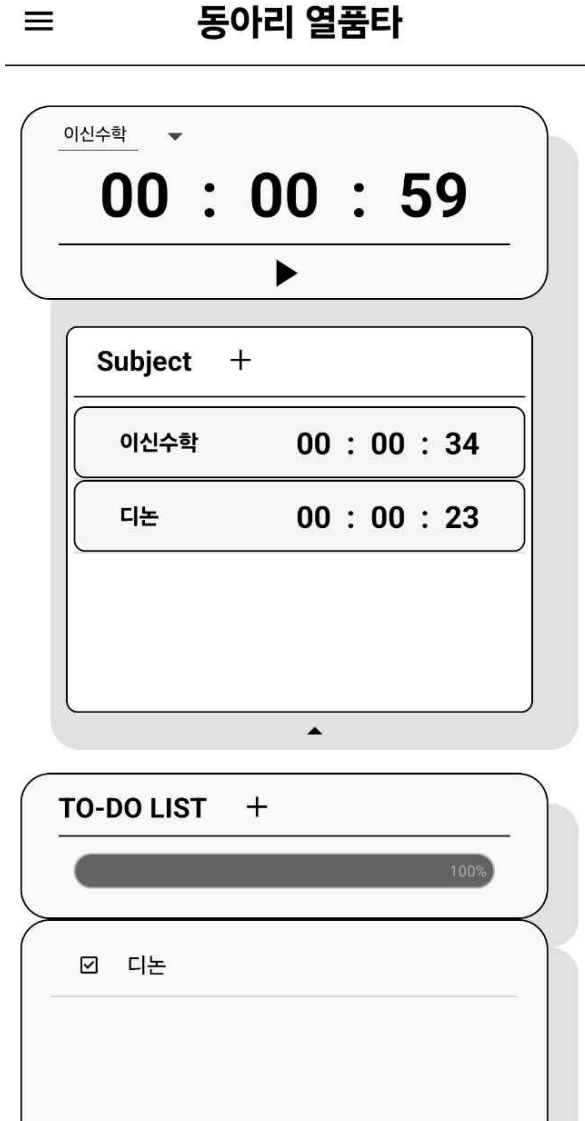 동아리 열품타
이신수학
00 : 00 : 59
Subject +
이신수학 00 : 00 : 34
디논 00 : 00 : 23
TO-DO LIST +
100%
디논